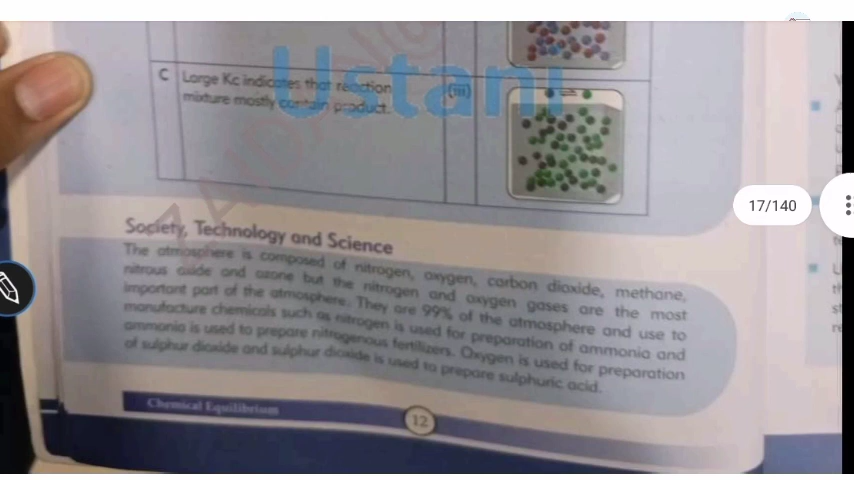 Ustani
C Large Kc indicates that reaction
mixture mostly contain product.
(iii)
17/140
Society, Technology and Science
The atmosphere is composed of nitrogen, oxygen, carbon dioxide, methane,
nitrous oxide and ozone but the nitrogen and oxygen gases are the most
important part of the atmosphere. They are 99% of the atmosphere and use to
manufacture chemicals such as nitrogen is used for preparation of ammonia and
ammonia is used to prepare nitrogenous fertilizers. Oxygen is used for preparation
of sulphur dioxide and sulphur dioxide is used to prepare sulphuric acid.
Chemical Equilibrium
12